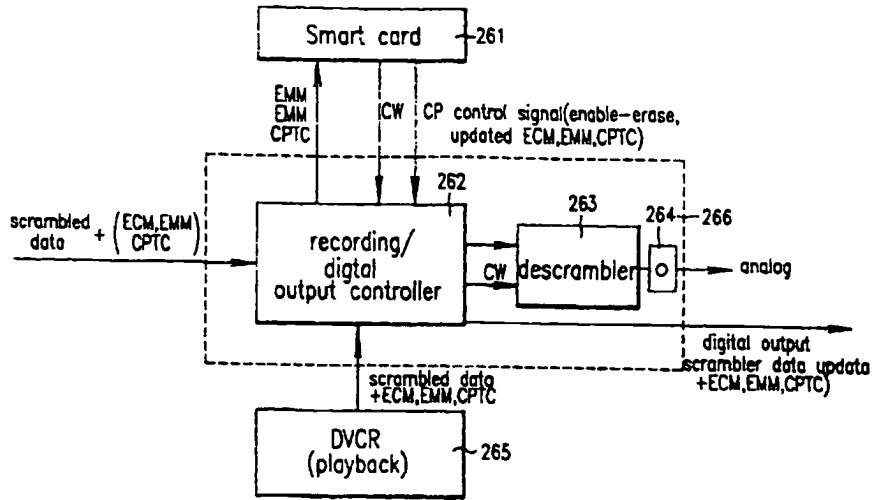 Smart card
261
EMM
EMM
CPTC
CW
CP control signal(enable-erase,
updated ECM,EMM,CPTC)
262
263
264
266
scrambled
data
+ (ECM,EMM)
CPTC
recording/
digtal
output controller
CW
descrambler
analog
digital output
scrambler data updata
+ECM,EMM,CPTC)
scrambled data
+ECM,EMM,CPTC
DVCR
(playback)
265